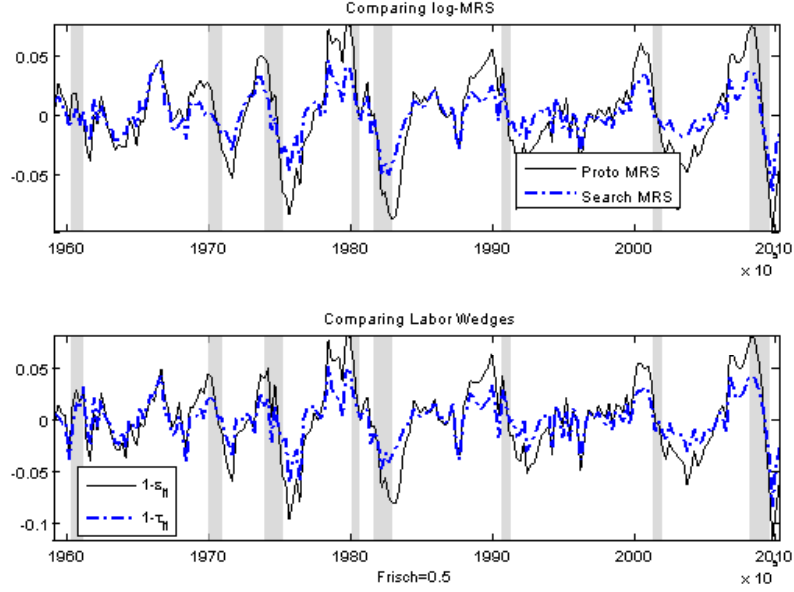 Comparing log-MRS
0.05
0
-0.05
Proto MRS
Search MRS
1960 1970 1980 1990 2000 2010
× 10
Comparing Labor Wedges
0.05
0
-0.05
-0.1
1-s
1-τ
1960 1970 1980 1990 2000 2010
Frisch=0.5
× 10